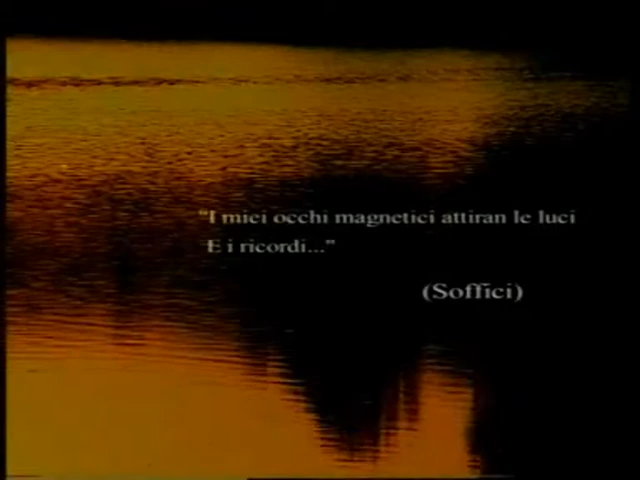 "I miei occhi magnetici attiran le luci
E i ricordi..."
(Soffici)